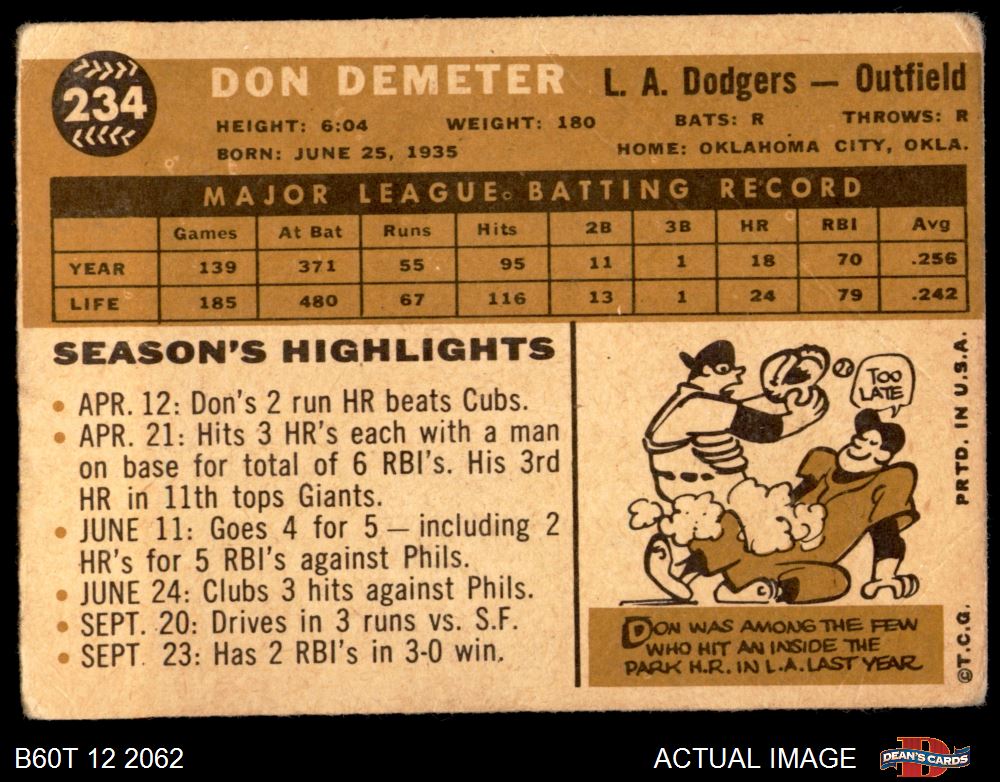 234
DON DEMETER L. A. Dodgers — Outfield
HEIGHT: 6:04 WEIGHT: 180 BATS: R THROWS: R
BORN: JUNE 25, 1935 HOME: OKLAHOMA CITY, OKLA.
MAJOR LEAGUE BATTING RECORD
Games At Bat Runs Hits 2B 3B HR RBI Avg
YEAR 139 371 55 95 11 1 18 70 .256
LIFE 185 480 67 116 13 1 24 79 .242
SEASON'S HIGHLIGHTS
• APR. 12: Don's 2 run HR beats Cubs.
• APR. 21: Hits 3 HR's each with a man
on base for total of 6 RBI's. His 3rd
HR in 11th tops Giants.
• JUNE 11: Goes 4 for 5 — including 2
HR's for 5 RBI's against Phils.
• JUNE 24: Clubs 3 hits against Phils.
• SEPT. 20: Drives in 3 runs vs. S.F.
• SEPT. 23: Has 2 RBI's in 3-0 win.
TOO
LATE
DON WAS AMONG THE FEW
WHO HIT AN INSIDE THE
PARK H.R. IN L.A. LAST YEAR
©T.C.G. PRTD. IN U.S.A.
B60T 12 2062 ACTUAL IMAGE
DEAN'S CARDS